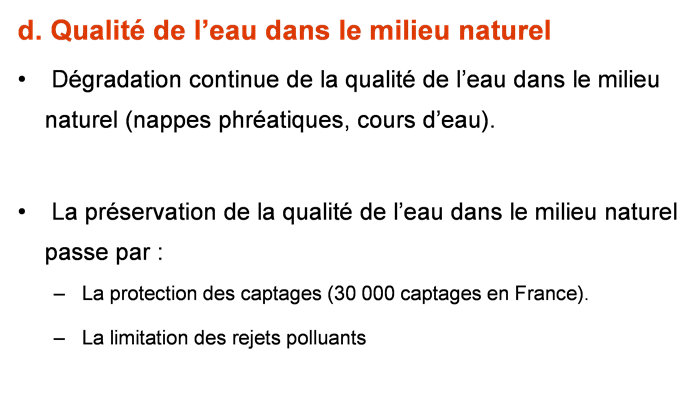 d. Qualité de l’eau dans le milieu naturel
• Dégradation continue de la qualité de l’eau dans le milieu
naturel (nappes phréatiques, cours d’eau).
• La préservation de la qualité de l’eau dans le milieu naturel
passe par :
– La protection des captages (30 000 captages en France).
– La limitation des rejets polluants